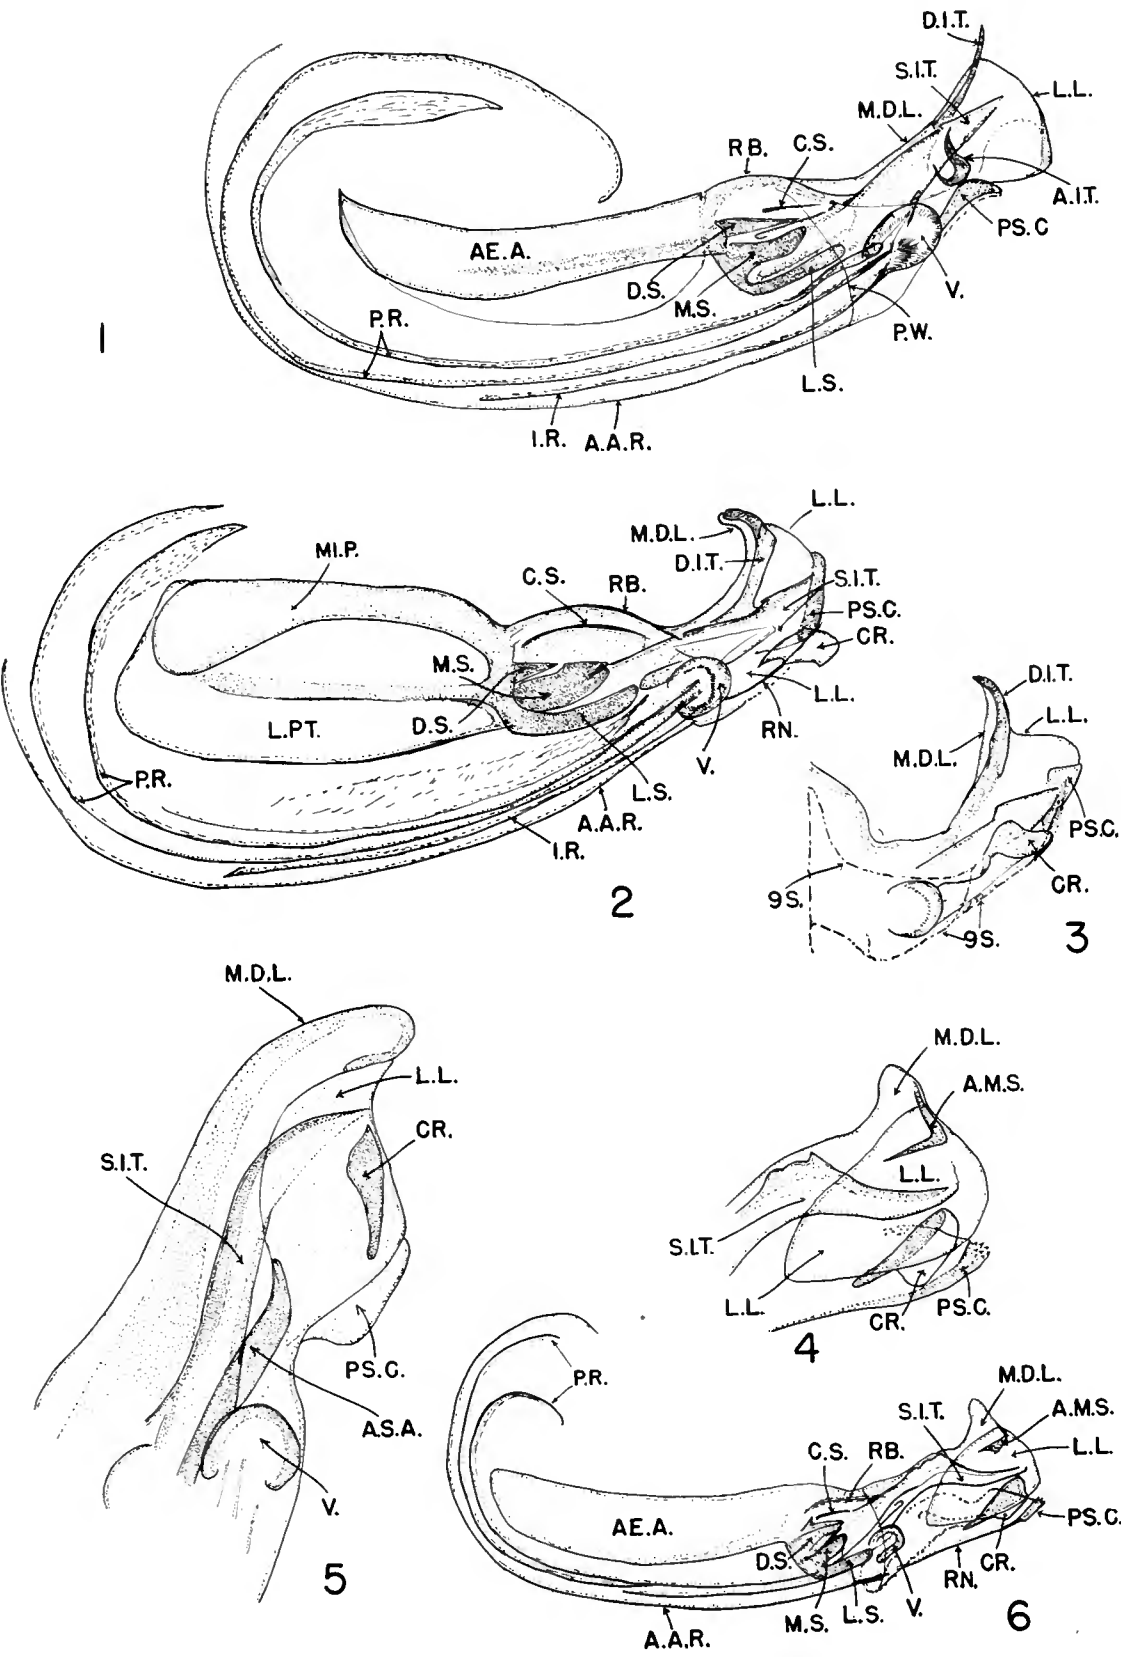 D.I.T.
S.I.T.
L.L.
M.D.L.
C.S.
RB.
A.I.T.
PS.C
AE.A.
D.S.
M.S.
V.
P.W.
P.R.
1
L.S.
I.R.
A.A.R.
L.L.
M.D.L.
MI.P.
D.I.T.
C.S.
RB.
S.I.T.
PS.C.
CR.
M.S.
L.L.
D.S.
RN.
L.PT.
V.
P.R.
L.S.
A.A.R.
I.R.
2
D.I.T.
L.L.
M.D.L.
PS.C.
CR.
9S.
9S.
3
M.D.L.
L.L.
CR.
S.I.T.
PS.C.
A.S.A.
V.
5
M.D.L.
A.M.S.
L.L.
S.I.T.
L.L.
CR.
PS.C.
4
P.R.
M.D.L.
S.I.T.
A.M.S.
L.L.
C.S.
RB.
PS.C.
AE.A.
D.S.
CR.
RN.
M.S.
L.S.
V.
A.A.R.
6